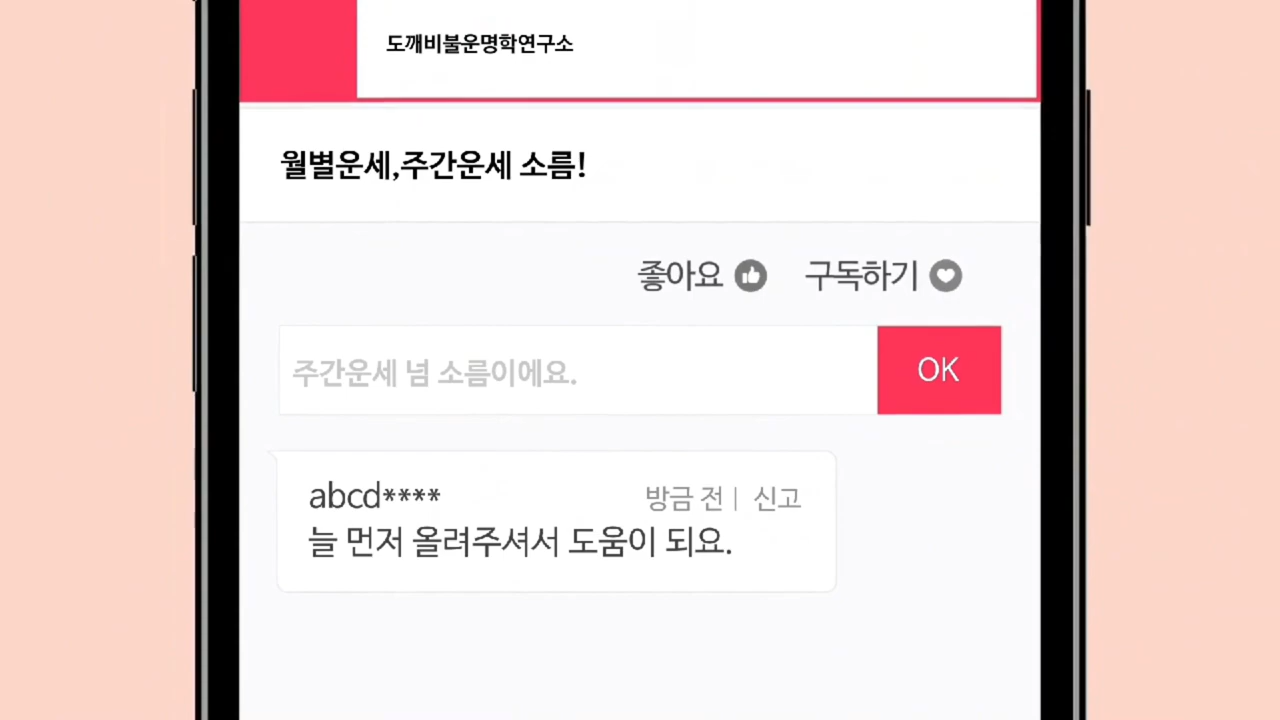 도깨비불운명학연구소
월별운세,주간운세 소름!
좋아요 구독하기
주간운세 넘 소름이에요.
OK
abcd**** 방금 전| 신고
늘 먼저 올려주셔서 도움이 되요.